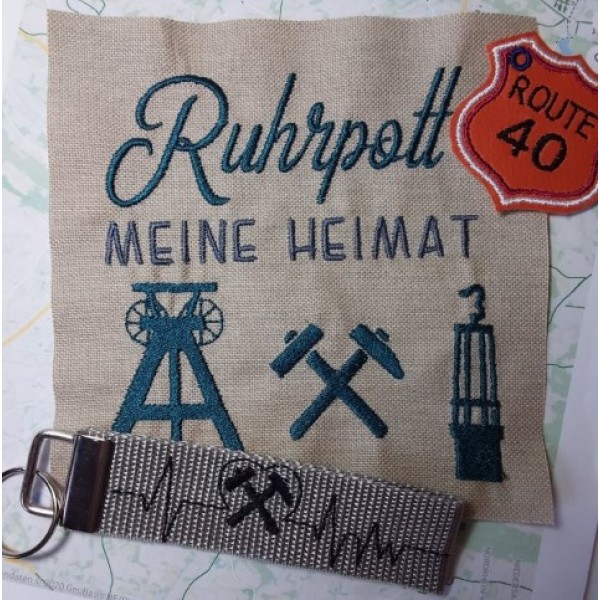 Ruhrpott
MEINE HEIMAT
ROUTE
40